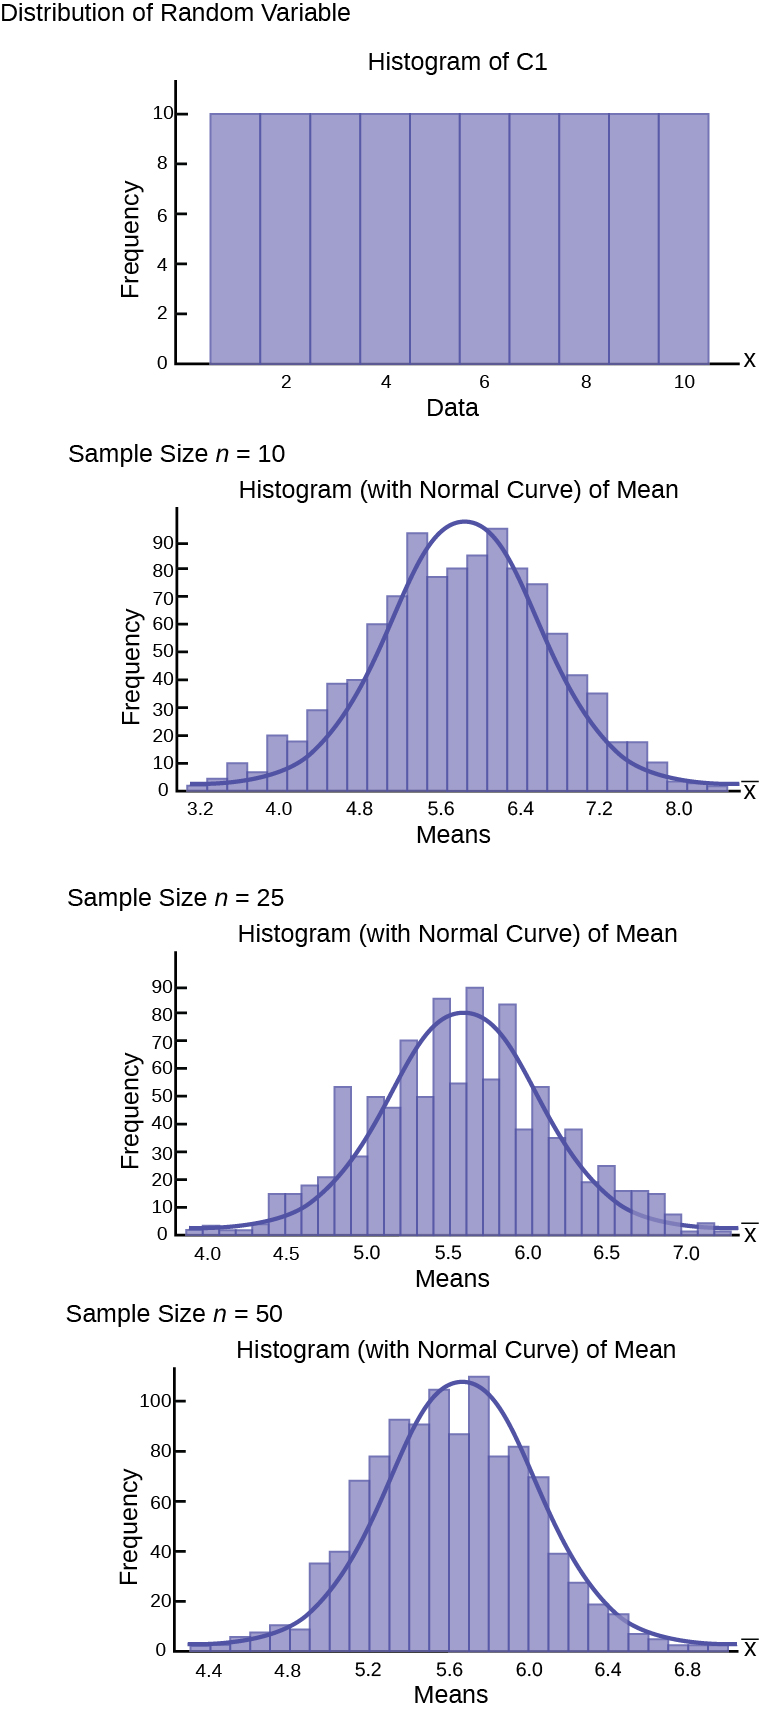 Distribution of Random Variable
Histogram of C1
Frequency
10
8
6
4
2
0
2 4 6 8 10 x
Data
Sample Size n = 10
Histogram (with Normal Curve) of Mean
Frequency
90
80
70
60
50
40
30
20
10
0
3.2 4.0 4.8 5.6 6.4 7.2 8.0 x̅
Means
Sample Size n = 25
Histogram (with Normal Curve) of Mean
Frequency
90
80
70
60
50
40
30
20
10
0
4.0 4.5 5.0 5.5 6.0 6.5 7.0 x̅
Means
Sample Size n = 50
Histogram (with Normal Curve) of Mean
Frequency
100
80
60
40
20
0
4.4 4.8 5.2 5.6 6.0 6.4 6.8 x̅
Means